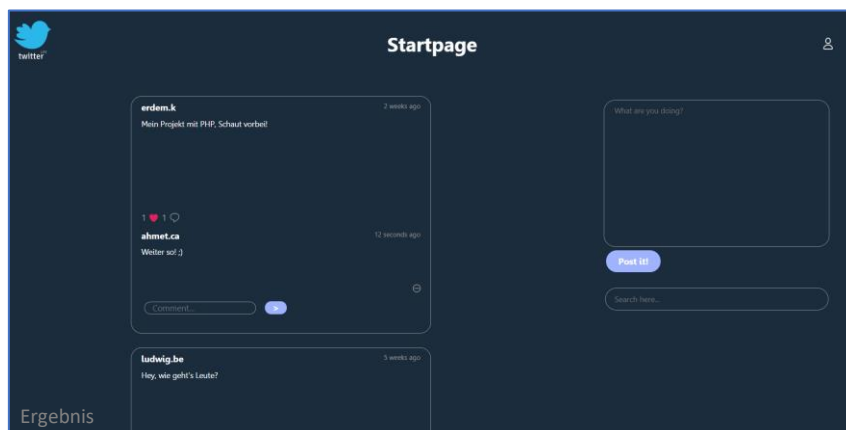 twitter
Startpage
erdem.k
2 weeks ago
Mein Projekt mit PHP, Schaut vorbei!
1 1
ahmet.ca
12 seconds ago
Weiter so! ;)
Comment...
>
ludwig.be
5 weeks ago
Hey, wie geht's Leute?
What are you doing?
Post it!
Search here...
Ergebnis